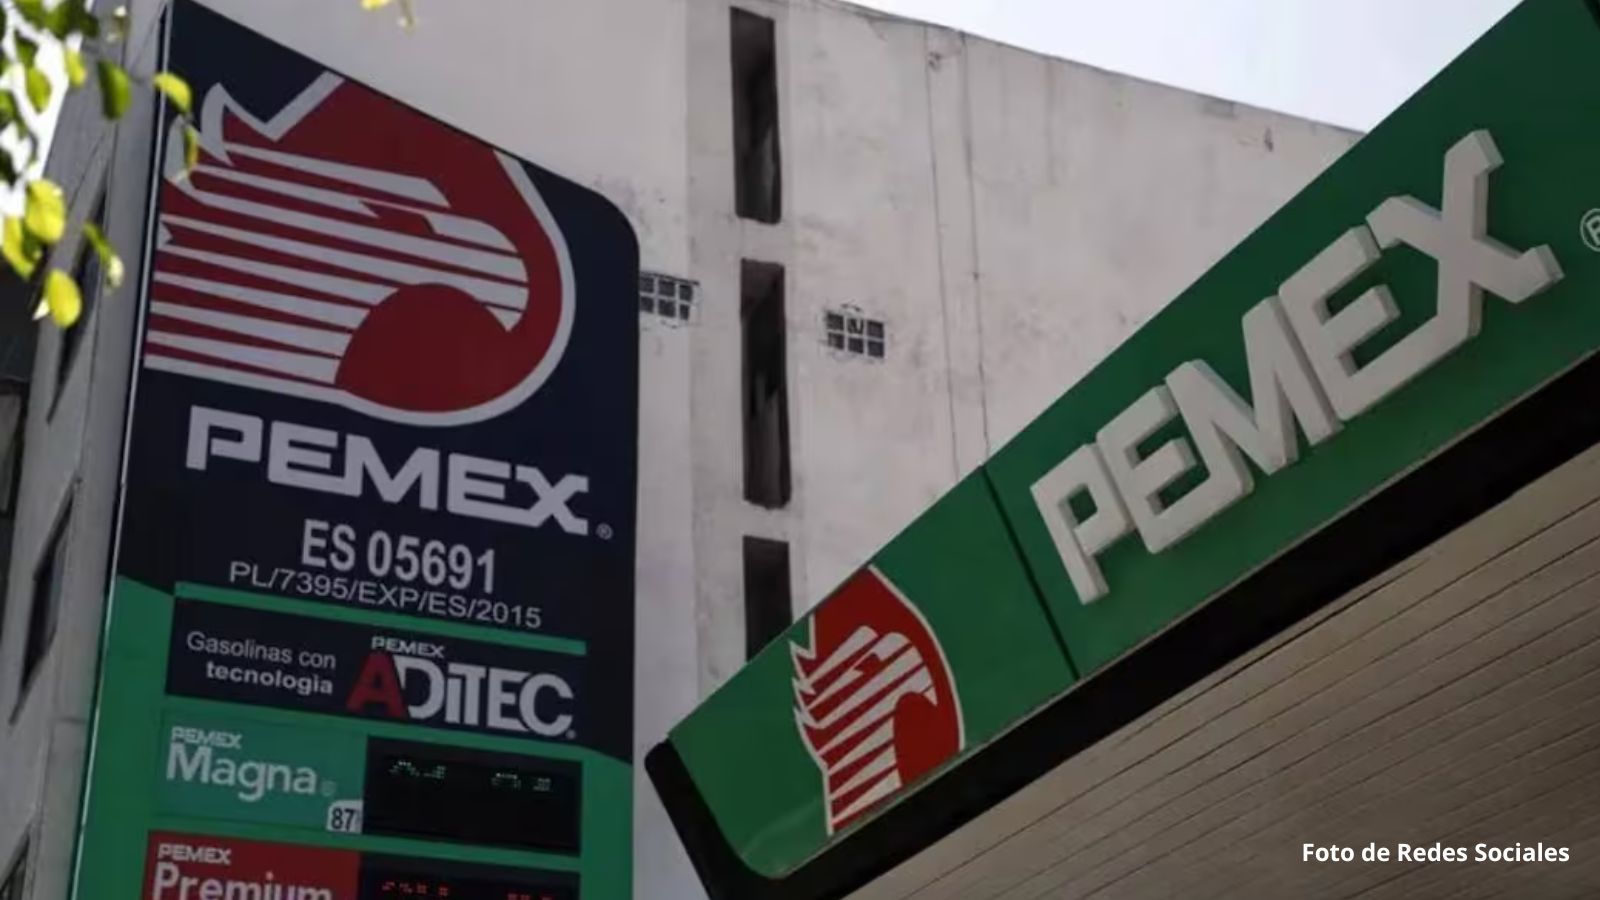 PEMEX®
ES 05691
PL/7395/EXP/ES/2015
Gasolinas con
tecnología
PEMEX
ADiTEC®
PEMEX
Magna®
87
PEMEX
Premium
PEMEX®
Foto de Redes Sociales